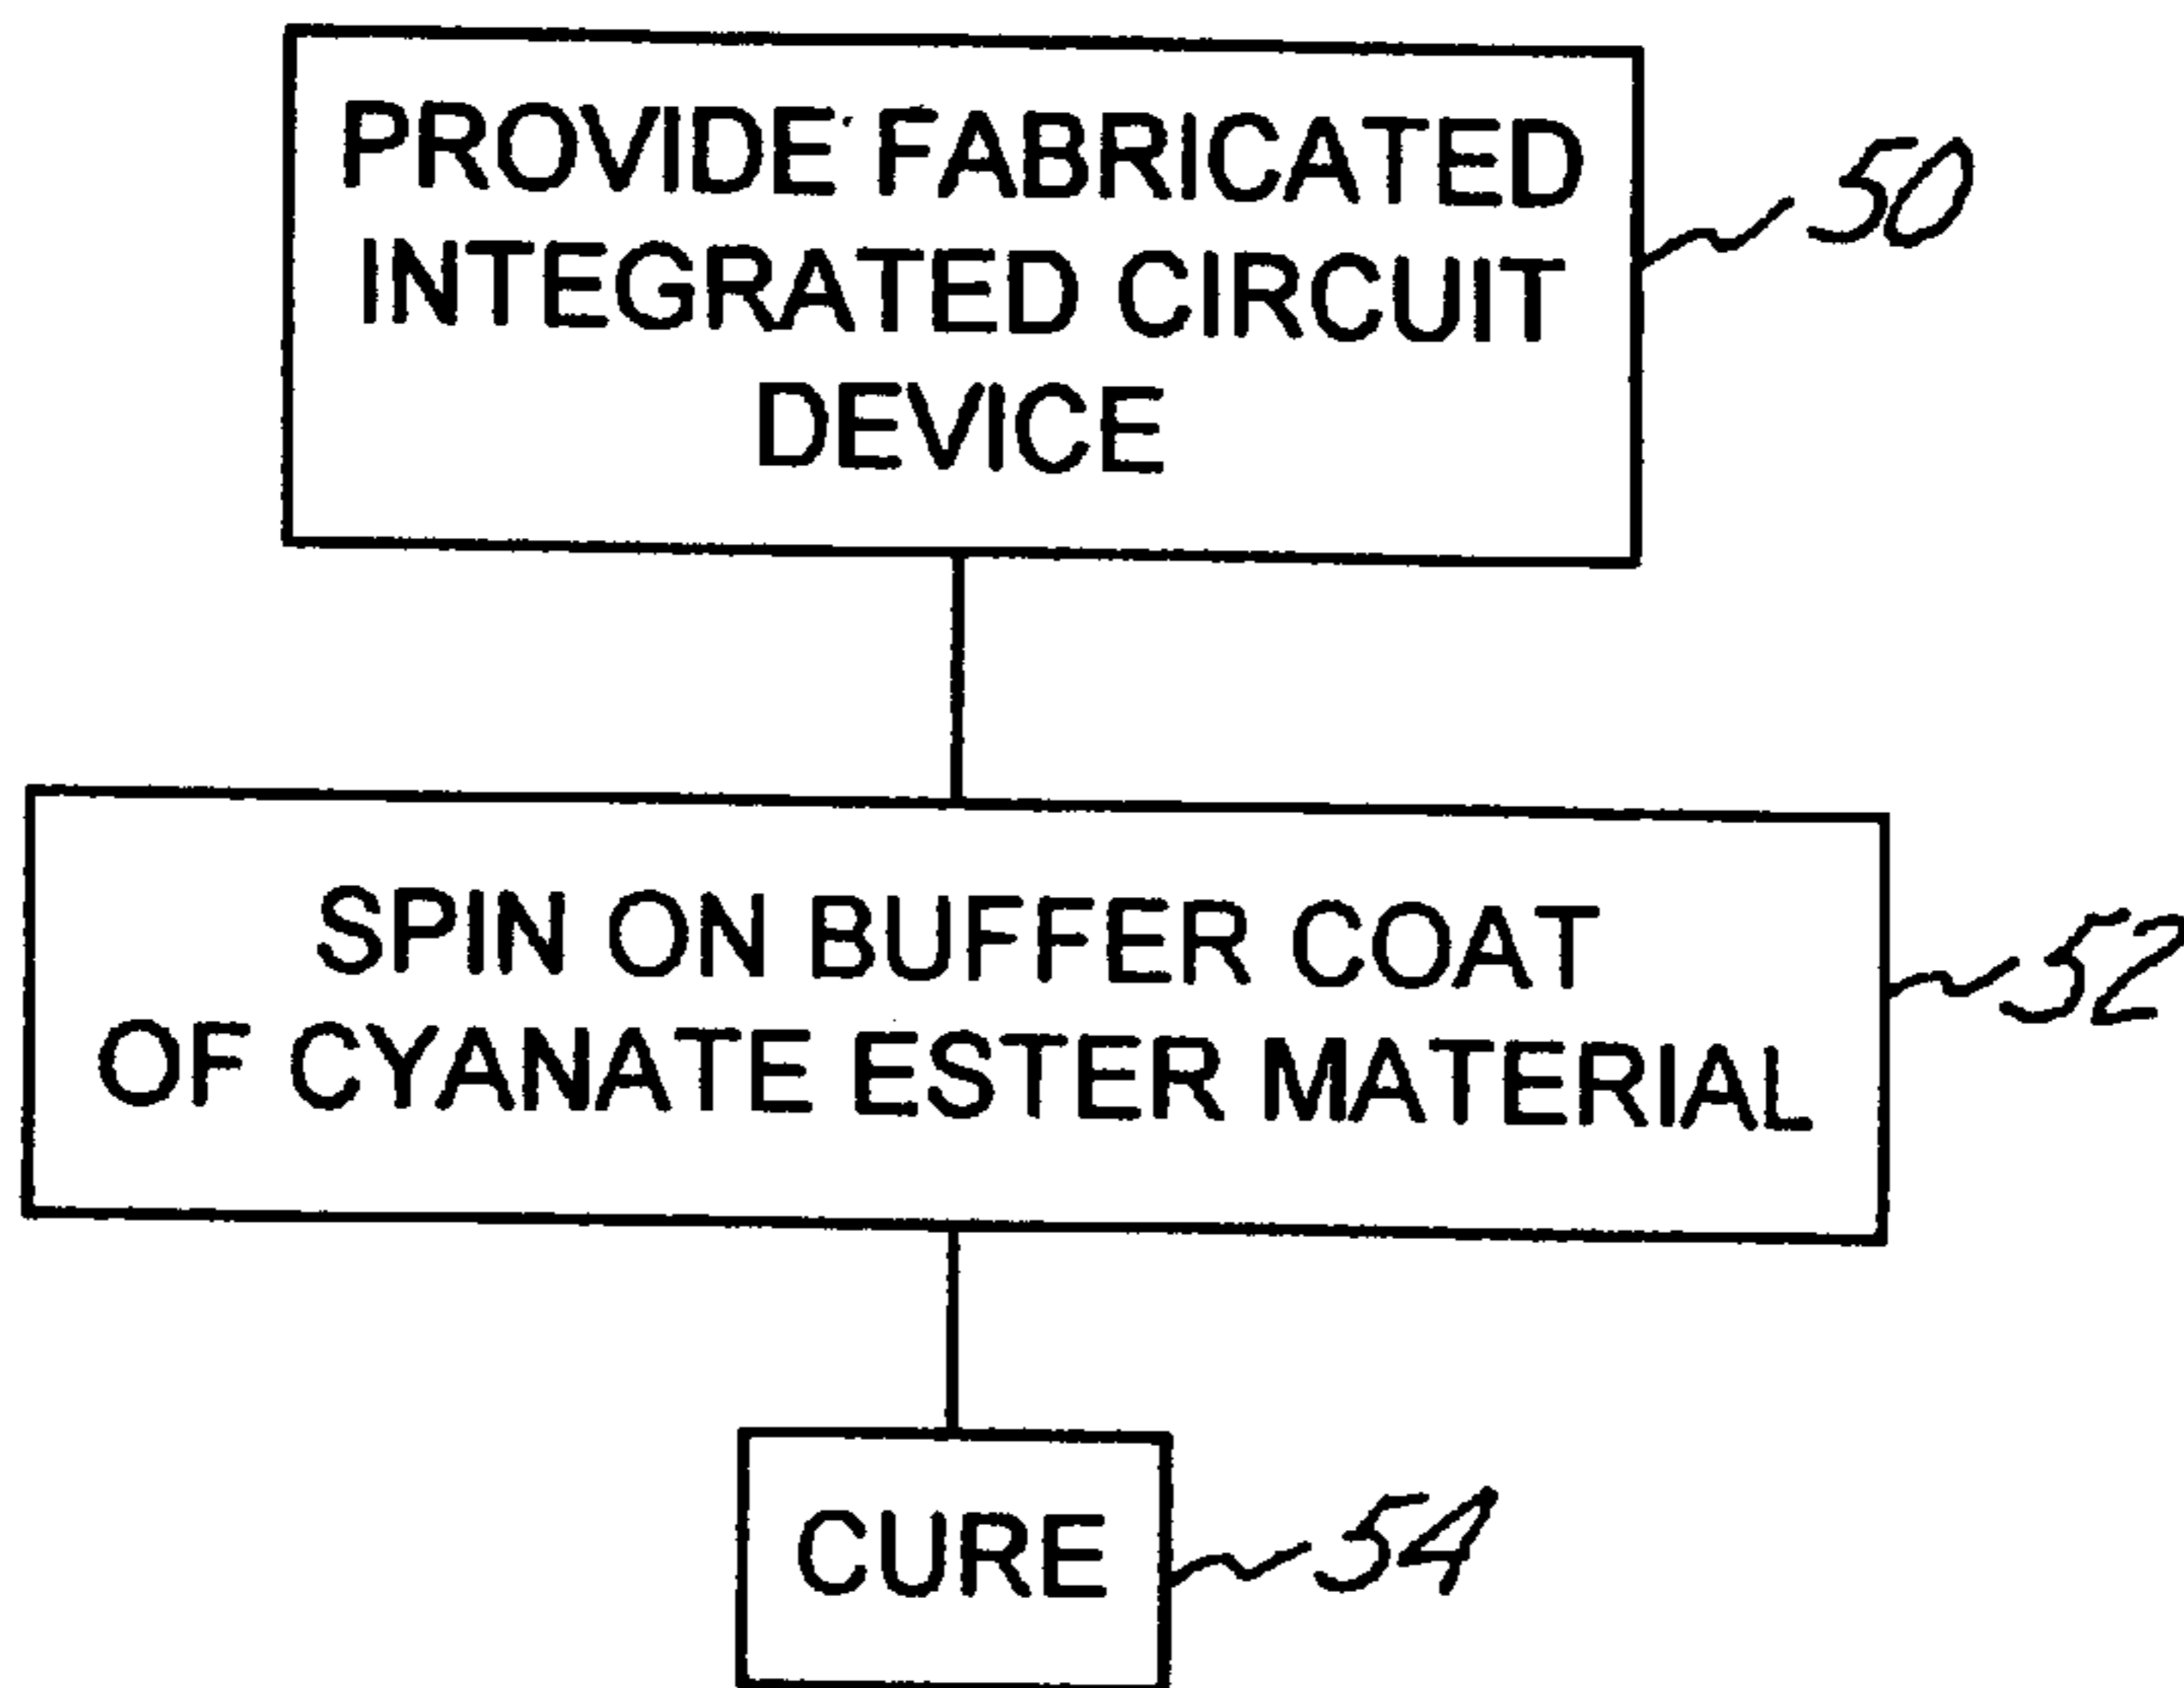 PROVIDE FABRICATED
INTEGRATED CIRCUIT
DEVICE
50
SPIN ON BUFFER COAT
OF CYANATE ESTER MATERIAL
52
CURE
54